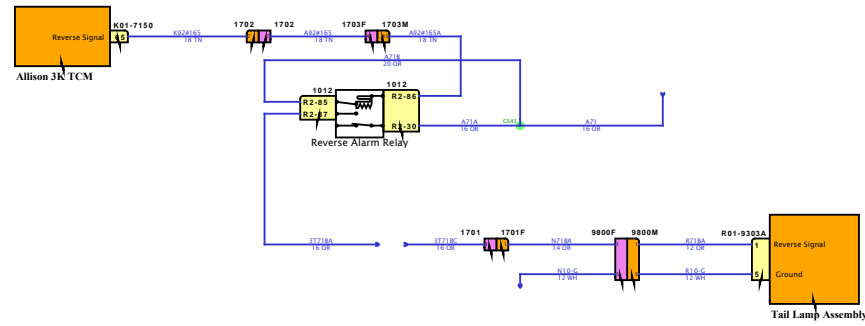 K01-7150
Reverse Signal
65
Allison 3K TCM
K92#165
18 TN
1702
1702
A92#165
18 TN
1703F
1703M
A92#165A
18 TN
A71B
20 OR
1012
1012
R2-85
R2-86
R2-87
R2-30
Reverse Alarm Relay
A71A
16 OR
GS43
A71
16 OR
3T718A
16 OR
3T718C
16 OR
1701
1701F
N718A
14 OR
9800F
9800M
R718A
12 OR
R01-9303A
1
Reverse Signal
N10-G
12 WH
R10-G
12 WH
5
Ground
Tail Lamp Assembly